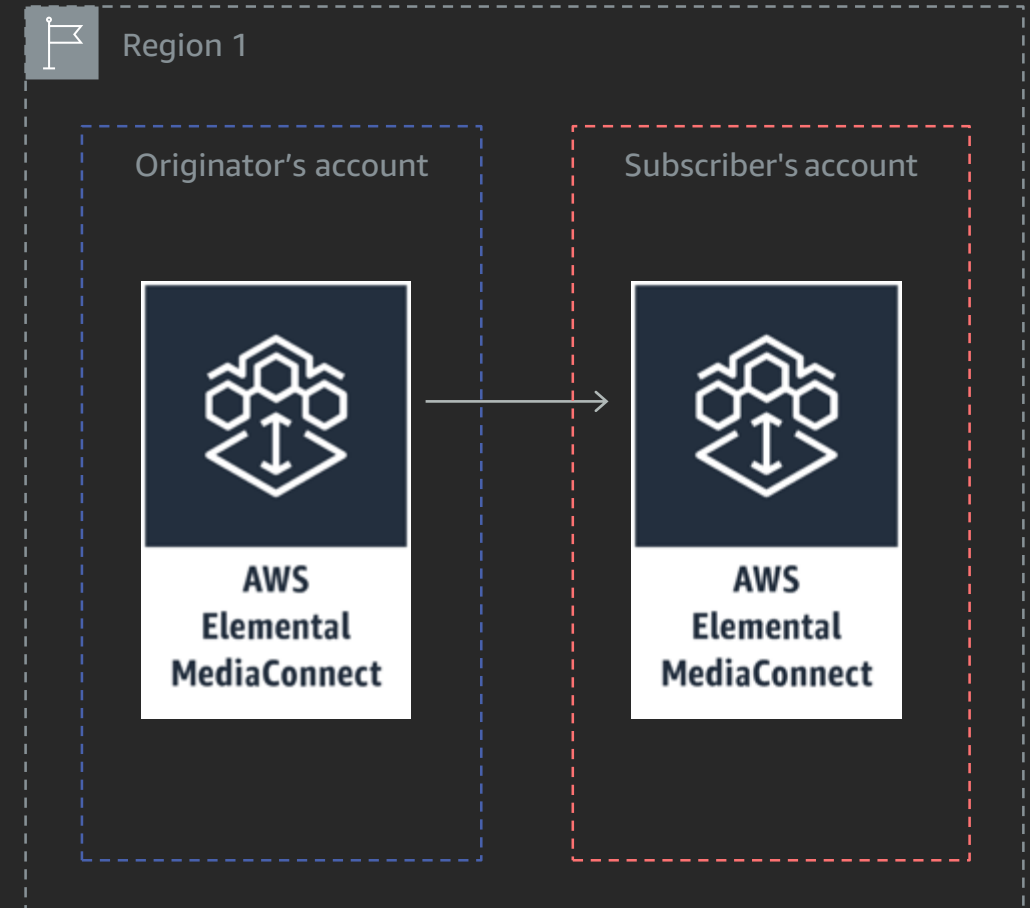 Region 1
Originator’s account
Subscriber's account
AWS
Elemental
MediaConnect
AWS
Elemental
MediaConnect